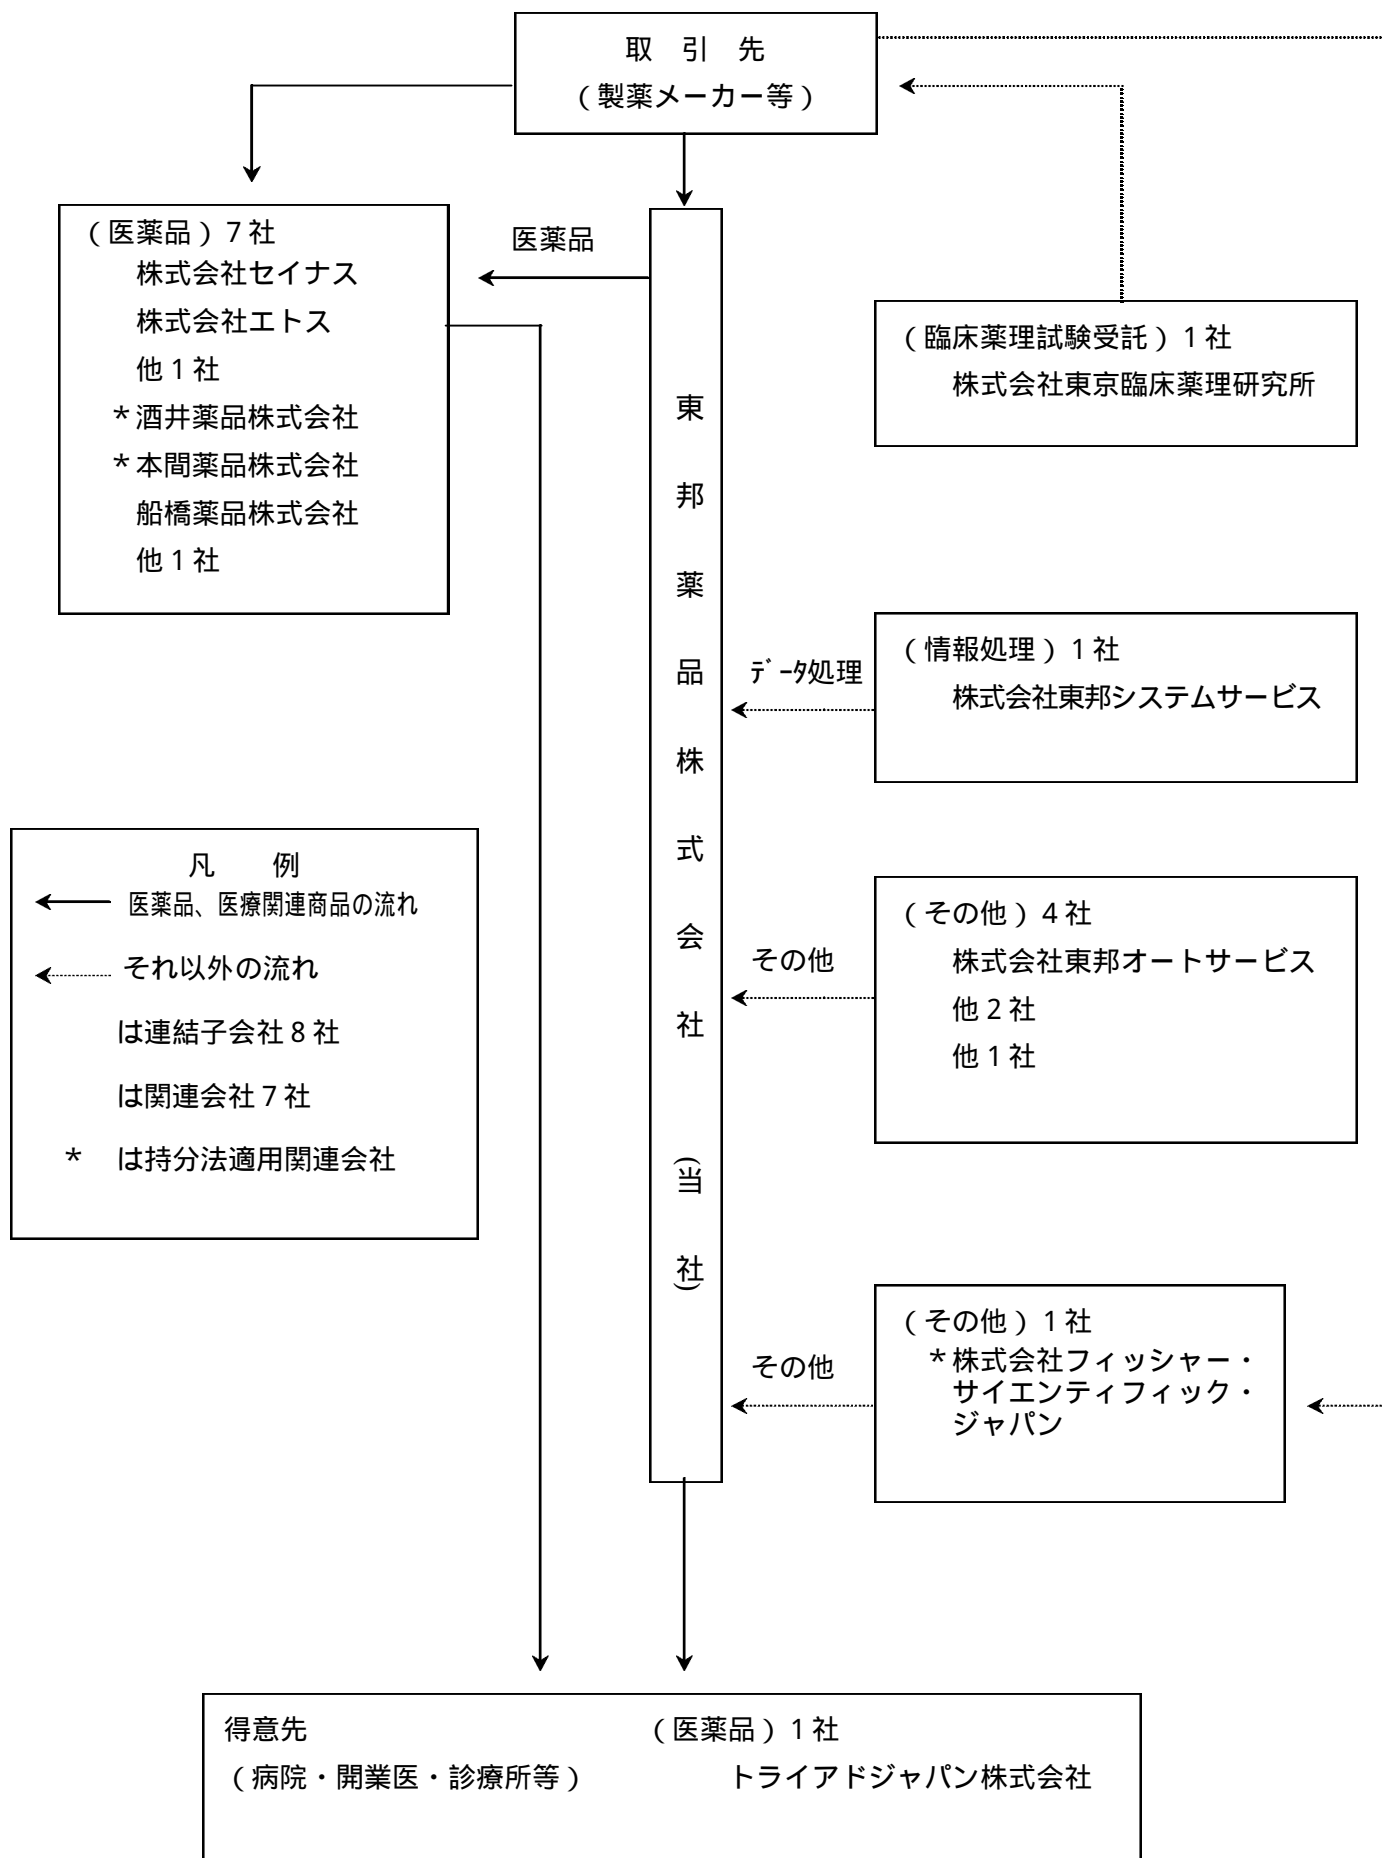 取 引 先
(製薬メーカー等)
(医薬品)7社
株式会社セイナス
株式会社エトス
他1社
*酒井薬品株式会社
*本間薬品株式会社
船橋薬品株式会社
他1社
医薬品
東邦薬品株式会社 (当社)
(臨床薬理試験受託)1社
株式会社東京臨床薬理研究所
データ処理
(情報処理)1社
株式会社東邦システムサービス
凡 例
医薬品、医療関連商品の流れ
それ以外の流れ
は連結子会社8社
は関連会社7社
* は持分法適用関連会社
その他
(その他)4社
株式会社東邦オートサービス
他2社
他1社
その他
(その他)1社
*株式会社フィッシャー・
サイエンティフィック・
ジャパン
得意先
(病院・開業医・診療所等)
(医薬品)1社
トライアドジャパン株式会社